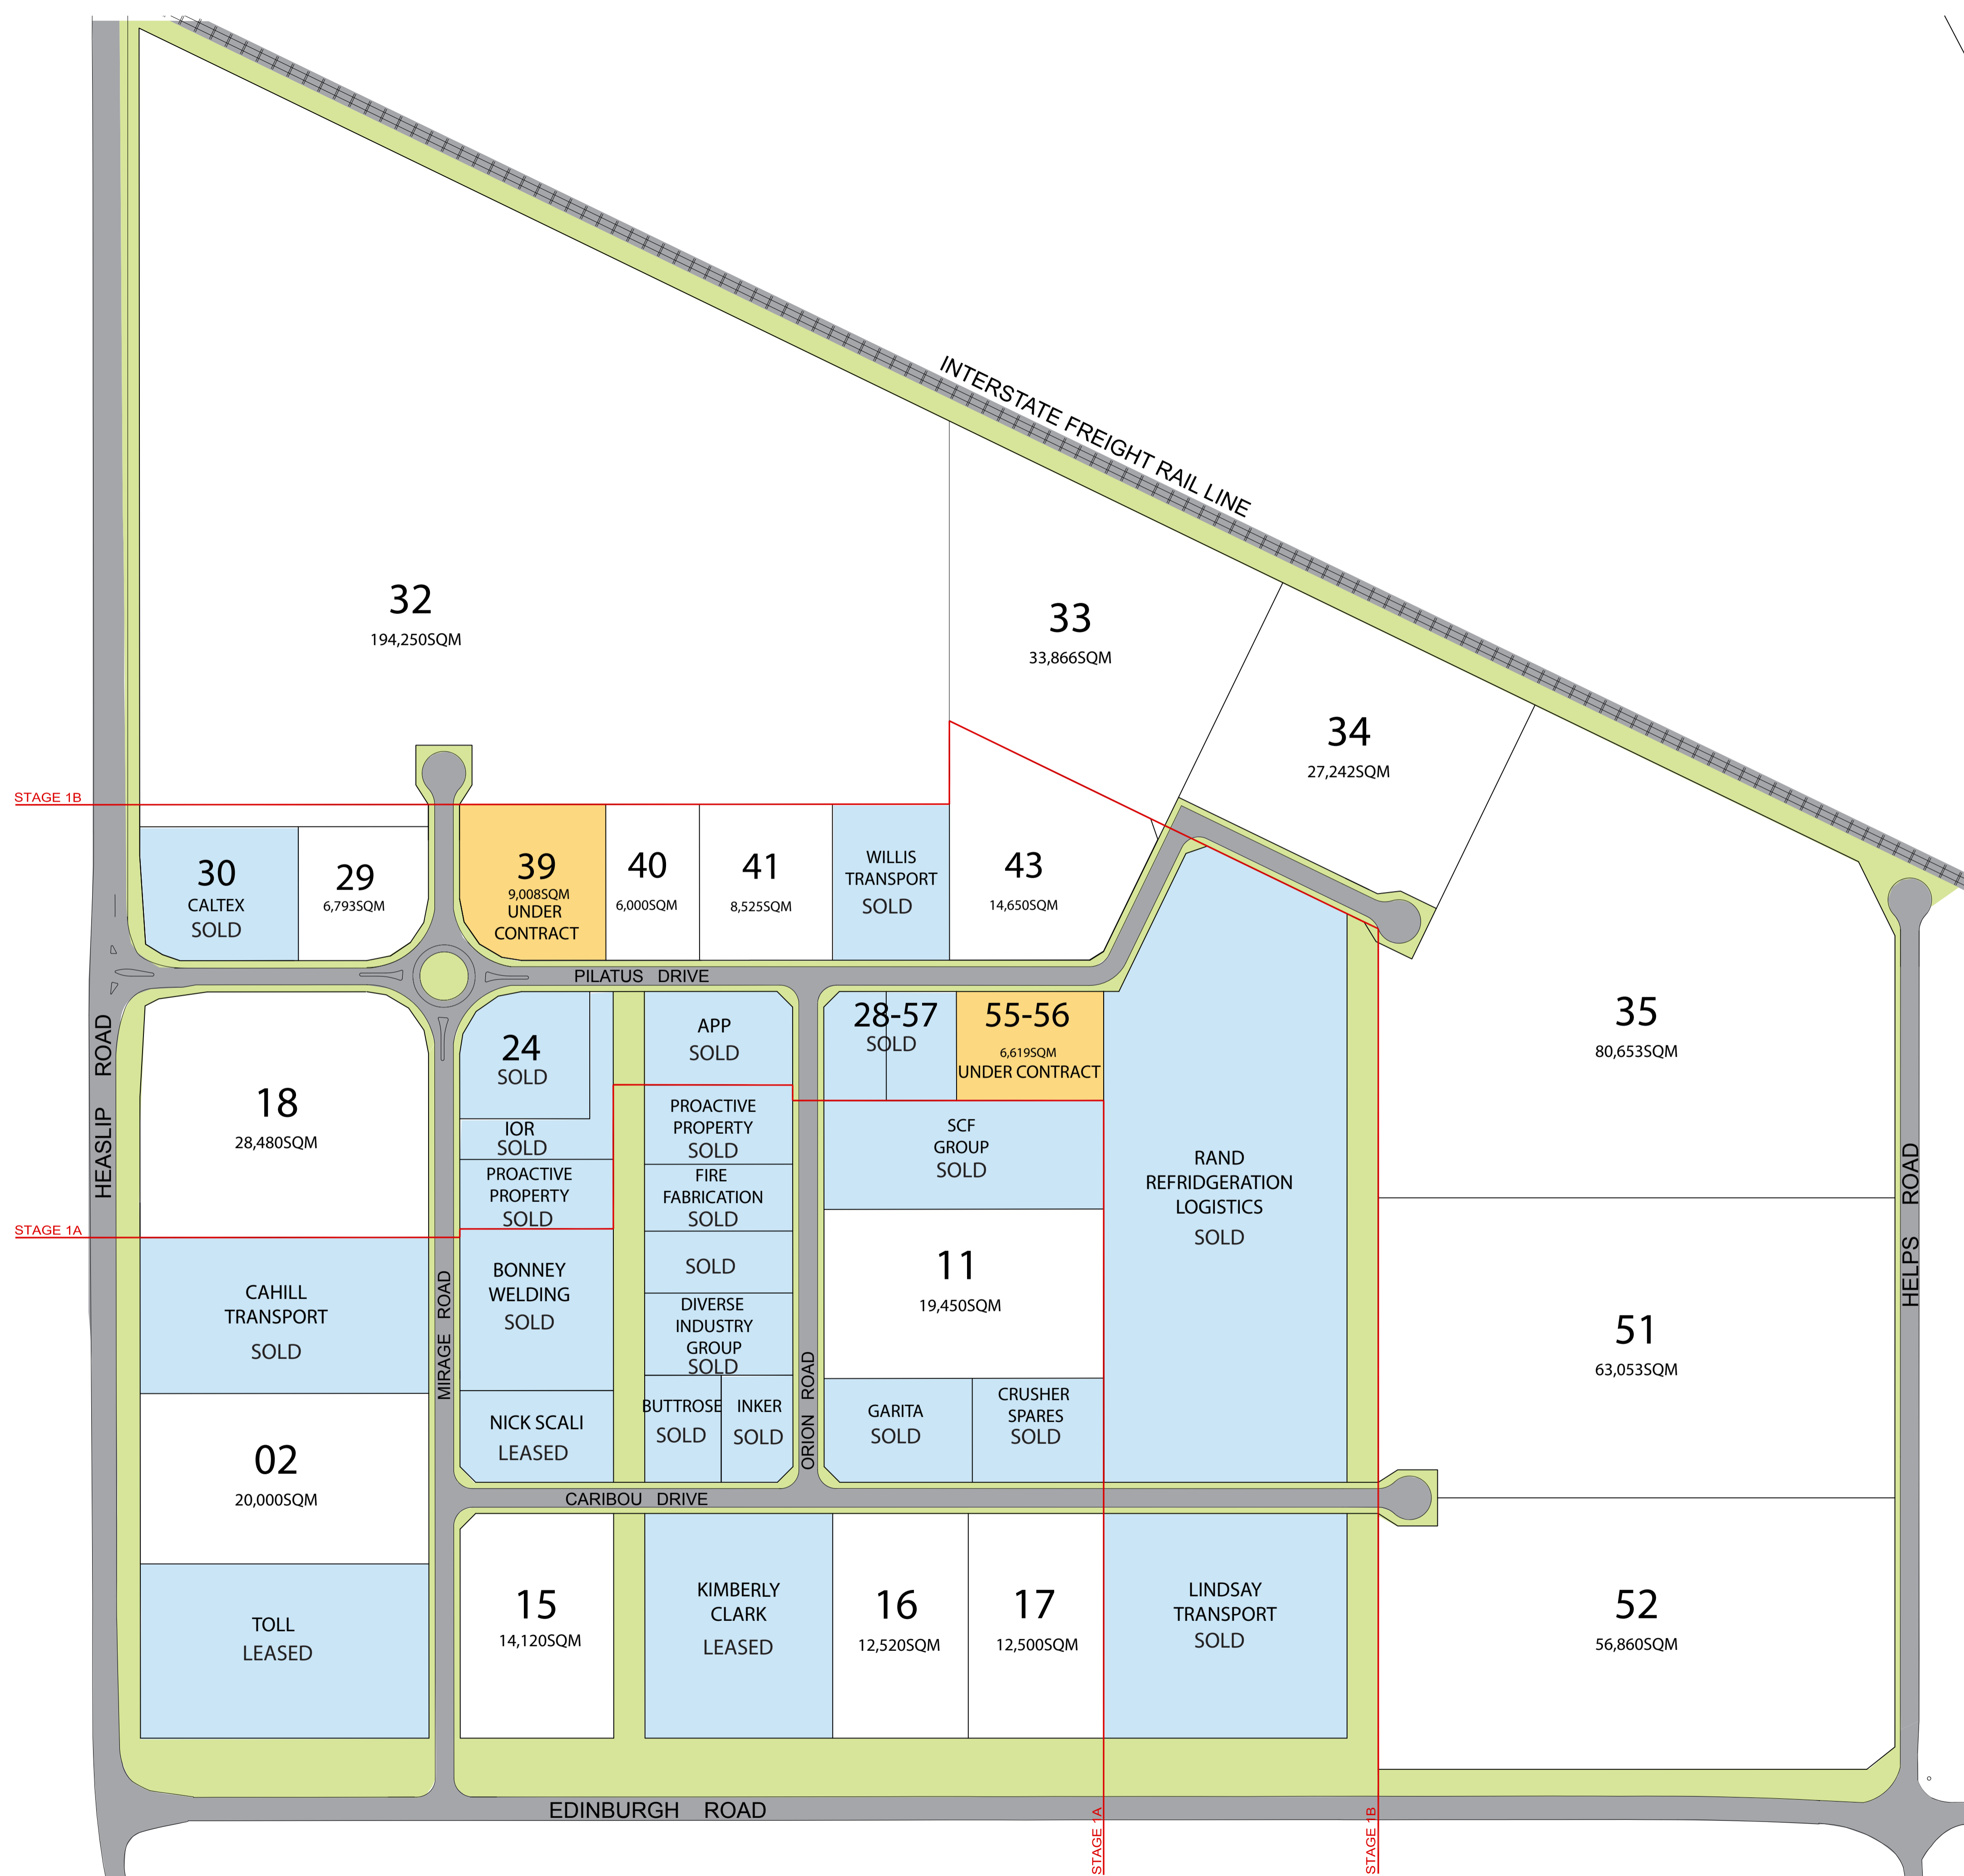 INTERSTATE FREIGHT RAIL LINE
32
194,250SQM
33
33,866SQM
34
27,242SQM
STAGE 1B
30
CALTEX
SOLD
29
6,793SQM
39
9,008SQM
UNDER
CONTRACT
40
6,000SQM
41
8,525SQM
WILLIS
TRANSPORT
SOLD
43
14,650SQM
PILATUS DRIVE
HEASLIP ROAD
18
28,480SQM
24
SOLD
IOR
SOLD
PROACTIVE
PROPERTY
SOLD
APP
SOLD
PROACTIVE
PROPERTY
SOLD
FIRE
FABRICATION
SOLD
SOLD
DIVERSE
INDUSTRY
GROUP
SOLD
BUTTROSE
SOLD
INKER
SOLD
28-57
SOLD
55-56
6,619SQM
UNDER CONTRACT
SCF
GROUP
SOLD
11
19,450SQM
GARITA
SOLD
CRUSHER
SPARES
SOLD
RAND
REFRIDGERATION
LOGISTICS
SOLD
35
80,653SQM
HELPS ROAD
51
63,053SQM
52
56,860SQM
STAGE 1A
CAHILL
TRANSPORT
SOLD
MIRAGE ROAD
BONNEY
WELDING
SOLD
NICK SCALI
LEASED
ORION ROAD
02
20,000SQM
CARIBOU DRIVE
TOLL
LEASED
15
14,120SQM
KIMBERLY
CLARK
LEASED
16
12,520SQM
17
12,500SQM
LINDSAY
TRANSPORT
SOLD
EDINBURGH ROAD
STAGE 1A
STAGE 1B